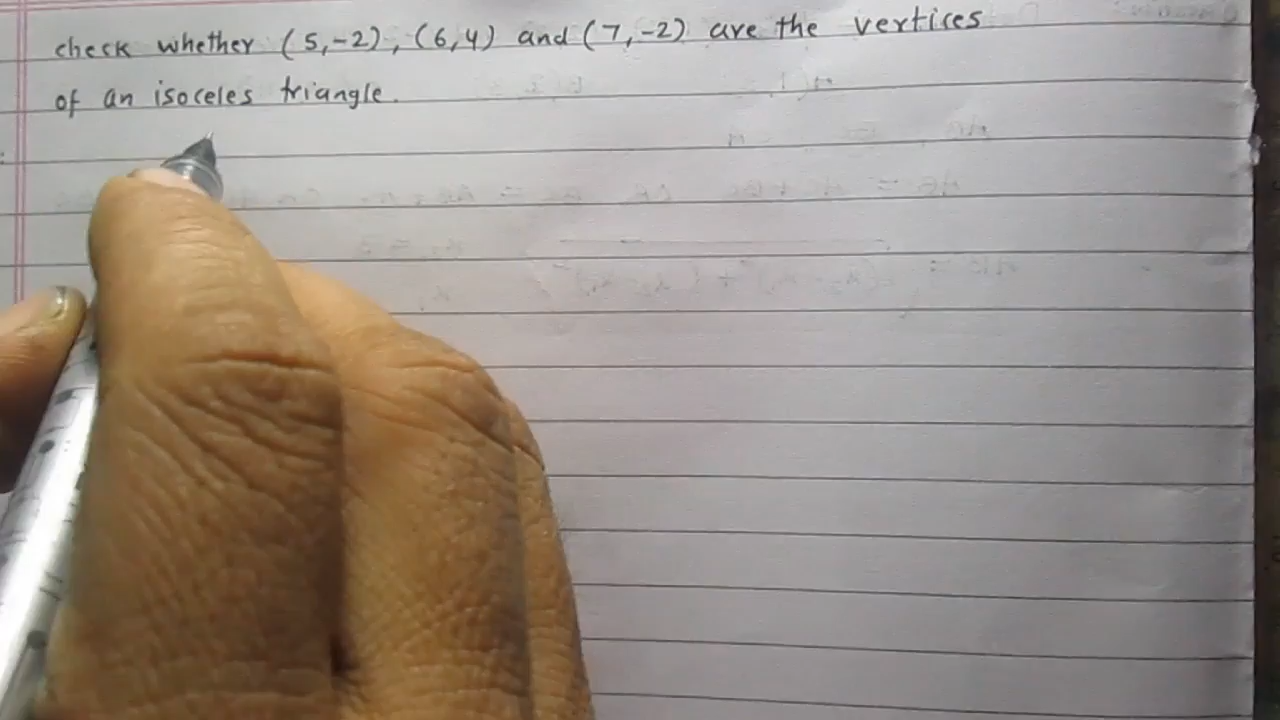 check whether (5,-2), (6,4) and (7,-2) are the vertices
of an isoceles triangle.